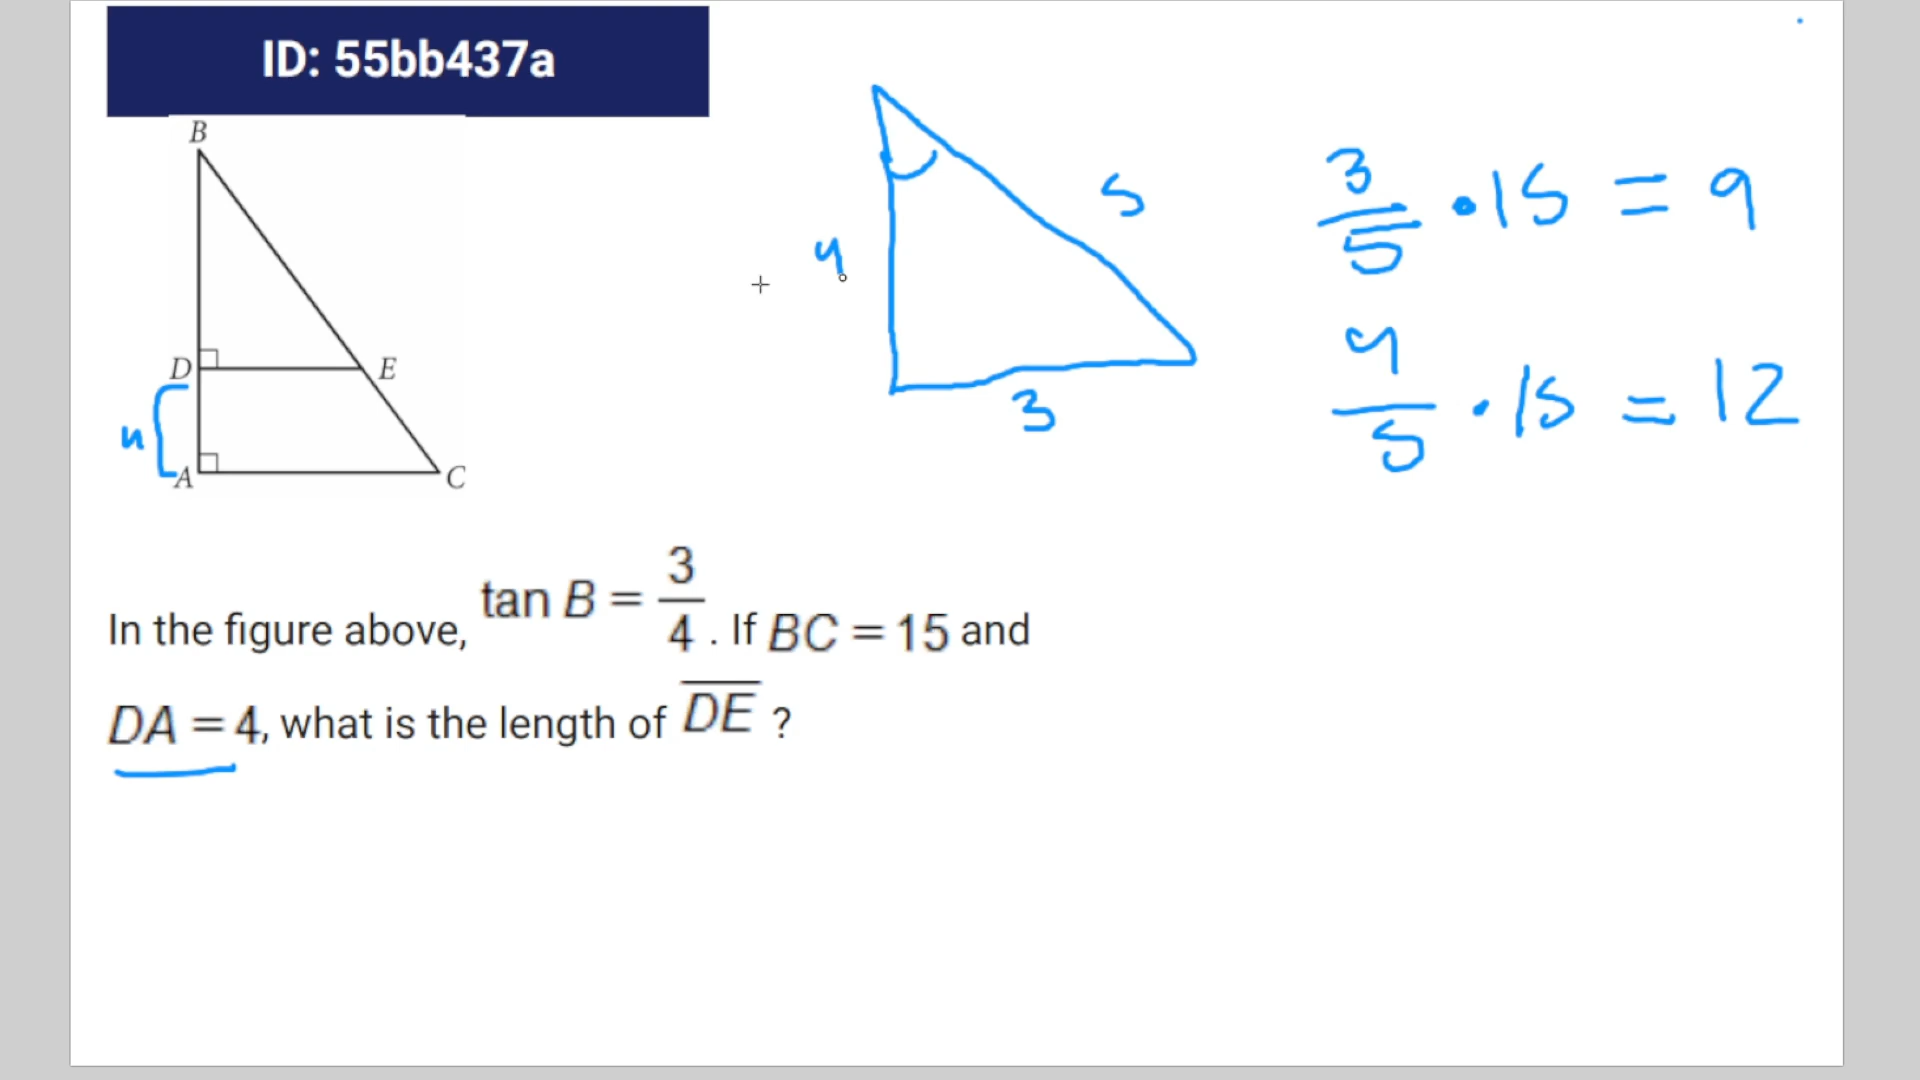 ID: 55bb437a
B
D
E
A
C
4
4
5
3
3/5 · 15 = 9
4/5 · 15 = 12
In the figure above, tan B = 3/4 . If BC = 15 and
DA = 4, what is the length of DE ?